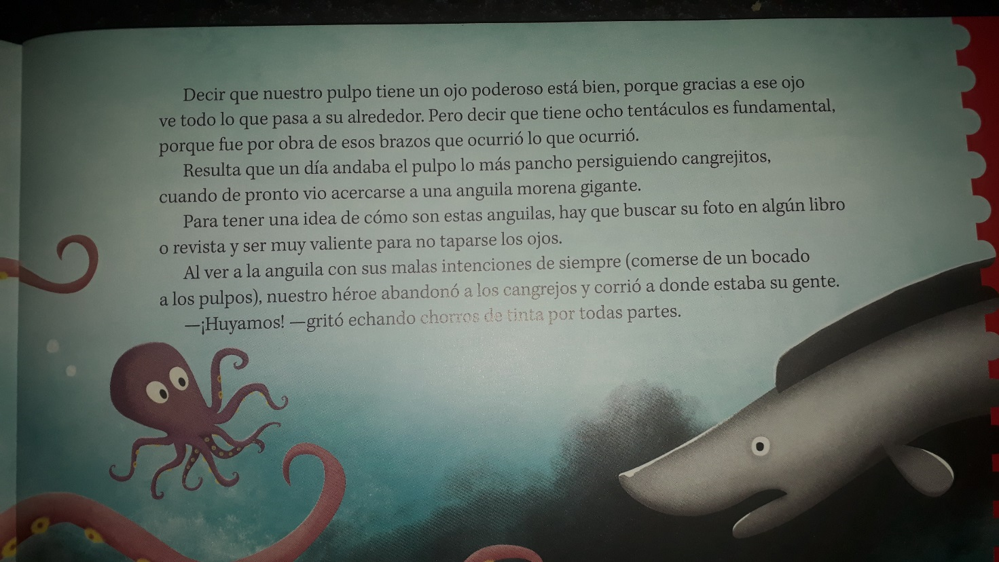 Decir que nuestro pulpo tiene un ojo poderoso está bien, porque gracias a ese ojo
ve todo lo que pasa a su alrededor. Pero decir que tiene ocho tentáculos es fundamental,
porque fue por obra de esos brazos que ocurrió lo que ocurrió.
Resulta que un día andaba el pulpo lo más pancho persiguiendo cangrejitos,
cuando de pronto vio acercarse a una anguila morena gigante.
Para tener una idea de cómo son estas anguilas, hay que buscar su foto en algún libro
o revista y ser muy valiente para no taparse los ojos.
Al ver a la anguila con sus malas intenciones de siempre (comerse de un bocado
a los pulpos), nuestro héroe abandonó a los cangrejos y corrió a donde estaba su gente.
—¡Huyamos! —gritó echando chorros de tinta por todas partes.